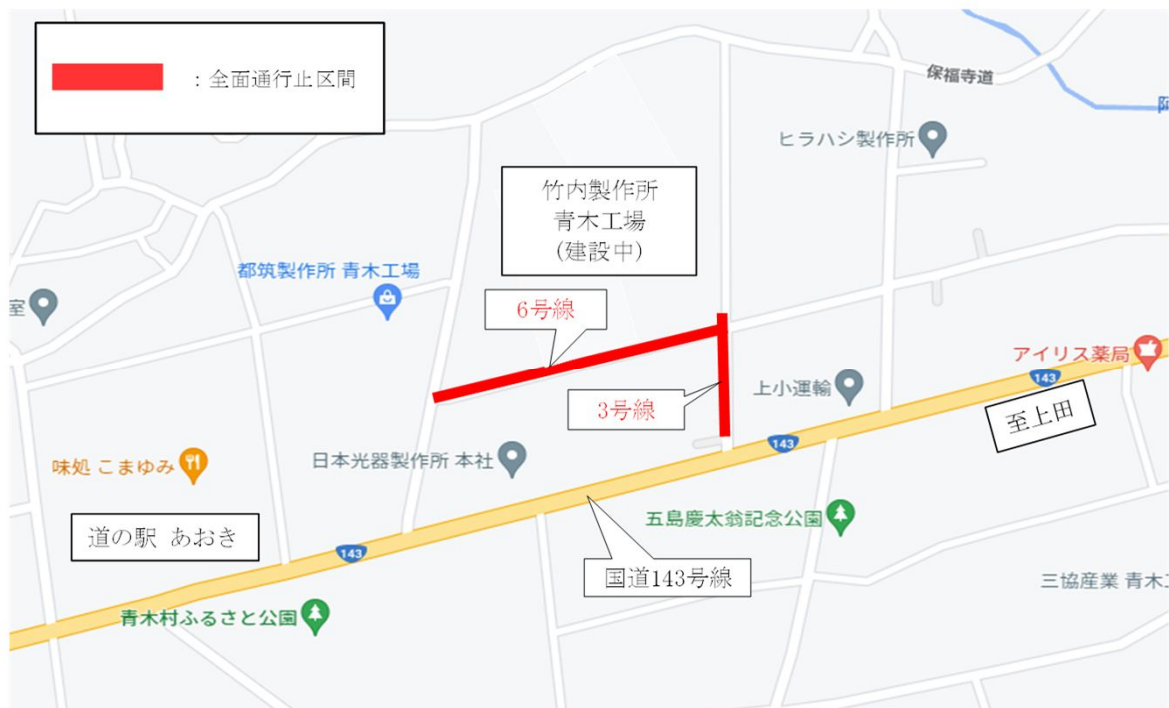 ：全面通行止区間
保福寺道
阿
ヒラハシ製作所
竹内製作所
青木工場
(建設中)
都筑製作所 青木工場
室
6号線
アイリス薬局
143
3号線
上小運輸
至上田
143
味処 こまゆみ
日本光器製作所 本社
五島慶太翁記念公園
道の駅 あおき
143
国道143号線
三協産業 青木工
青木村ふるさと公園